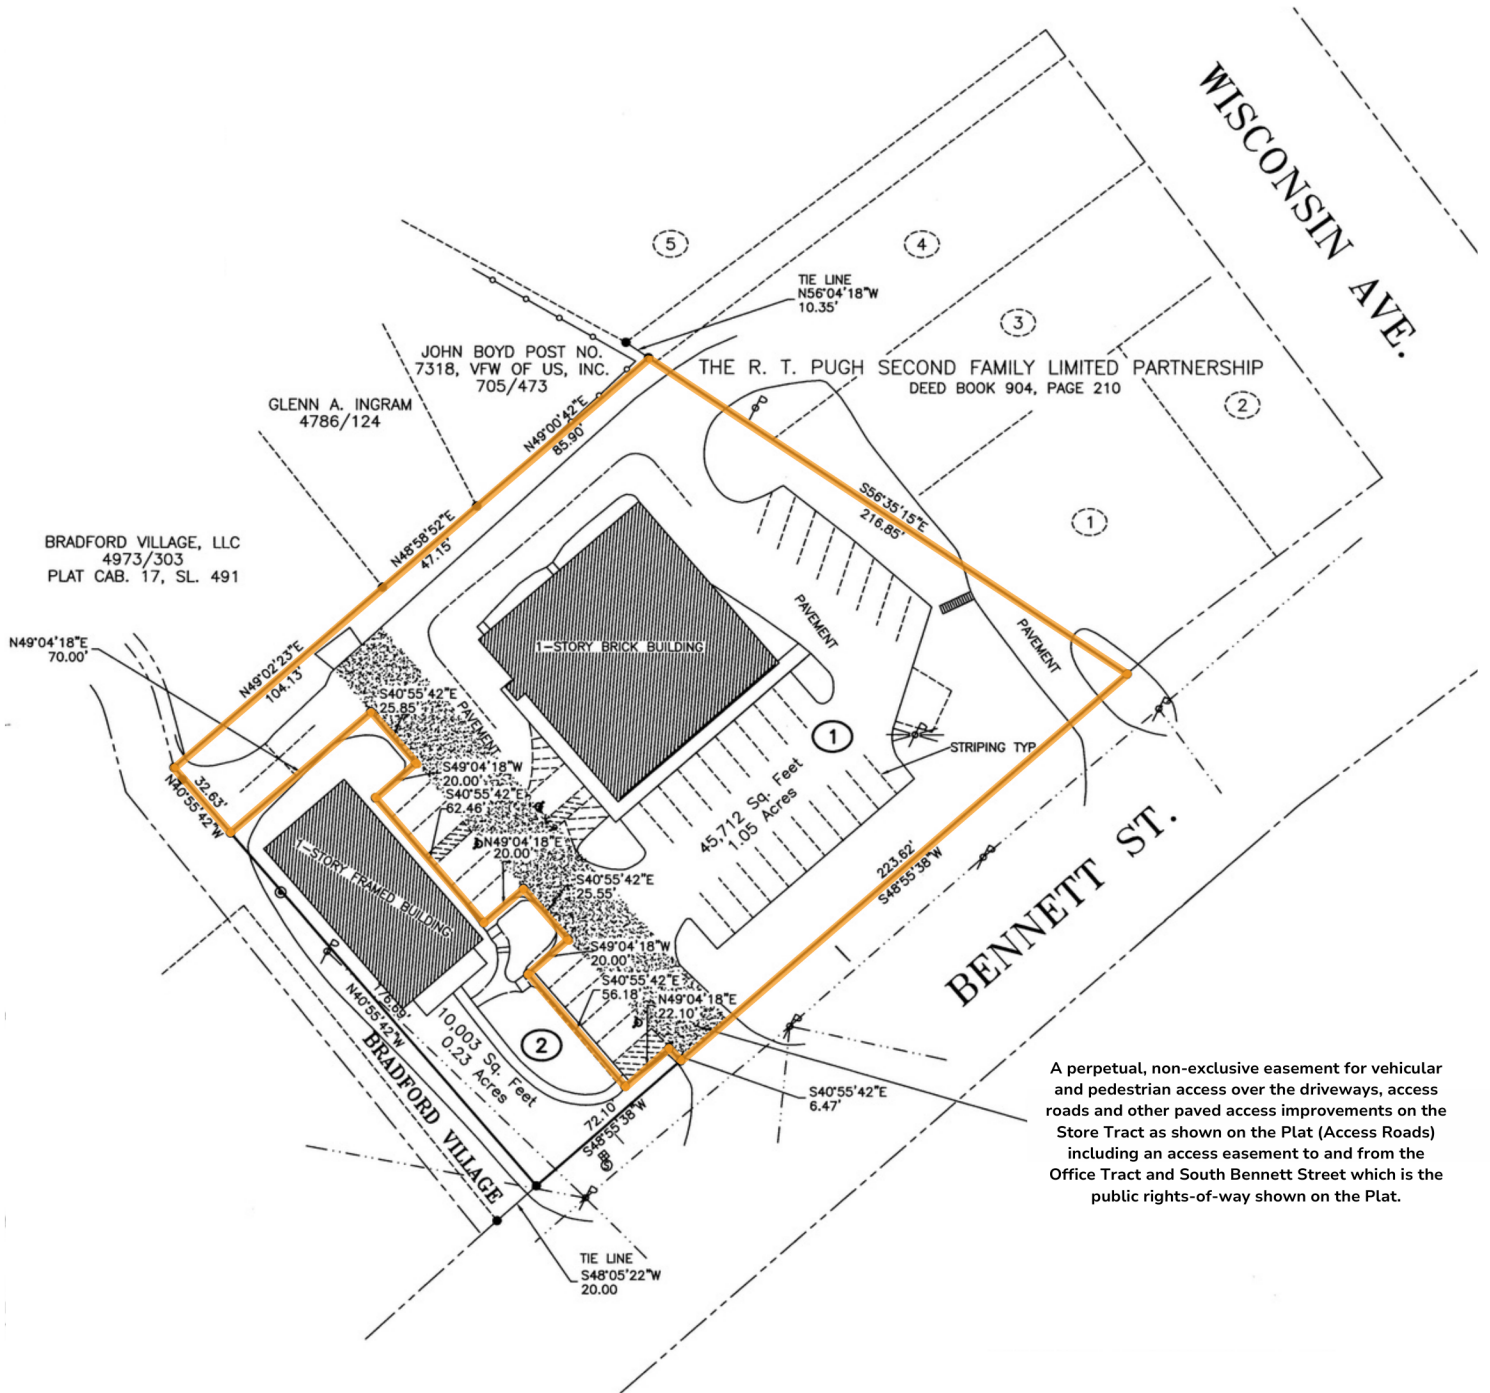 WISCONSIN AVE.
5
4
TIE LINE
N56°04'18"W
10.35'
3
JOHN BOYD POST NO.
7318, VFW OF US, INC.
705/473
THE R. T. PUGH SECOND FAMILY LIMITED PARTNERSHIP
DEED BOOK 904, PAGE 210
2
GLENN A. INGRAM
4786/124
N49°00'42"E
85.90'
S56°35'15"E
216.85'
1
N48°58'52"E
47.15'
BRADFORD VILLAGE, LLC
4973/303
PLAT CAB. 17, SL. 491
PAVEMENT
PAVEMENT
N49°04'18"E
70.00'
1-STORY BRICK BUILDING
N49°02'23"E
104.13'
S40°55'42"E
25.85'
PAVEMENT
1
STRIPING TYP.
S49°04'18"W
20.00'
S40°55'42"E
62.46'
32.63'
N40°55'42"W
45,712 Sq. Feet
1.05 Acres
N49°04'18"E
20.00'
1-STORY FRAMED BUILDING
S40°55'42"E
25.55'
223.62'
S48°55'38"W
BENNETT ST.
S49°04'18"W
20.00'
S40°55'42"E
56.18'
N49°04'18"E
22.10'
176.69'
N40°55'42"W
10,003 Sq. Feet
0.23 Acres
2
BRADFORD VILLAGE
S40°55'42"E
6.47'
72.10'
S48°55'38"W
A perpetual, non-exclusive easement for vehicular
and pedestrian access over the driveways, access
roads and other paved access improvements on the
Store Tract as shown on the Plat (Access Roads)
including an access easement to and from the
Office Tract and South Bennett Street which is the
public rights-of-way shown on the Plat.
TIE LINE
S48°05'22"W
20.00